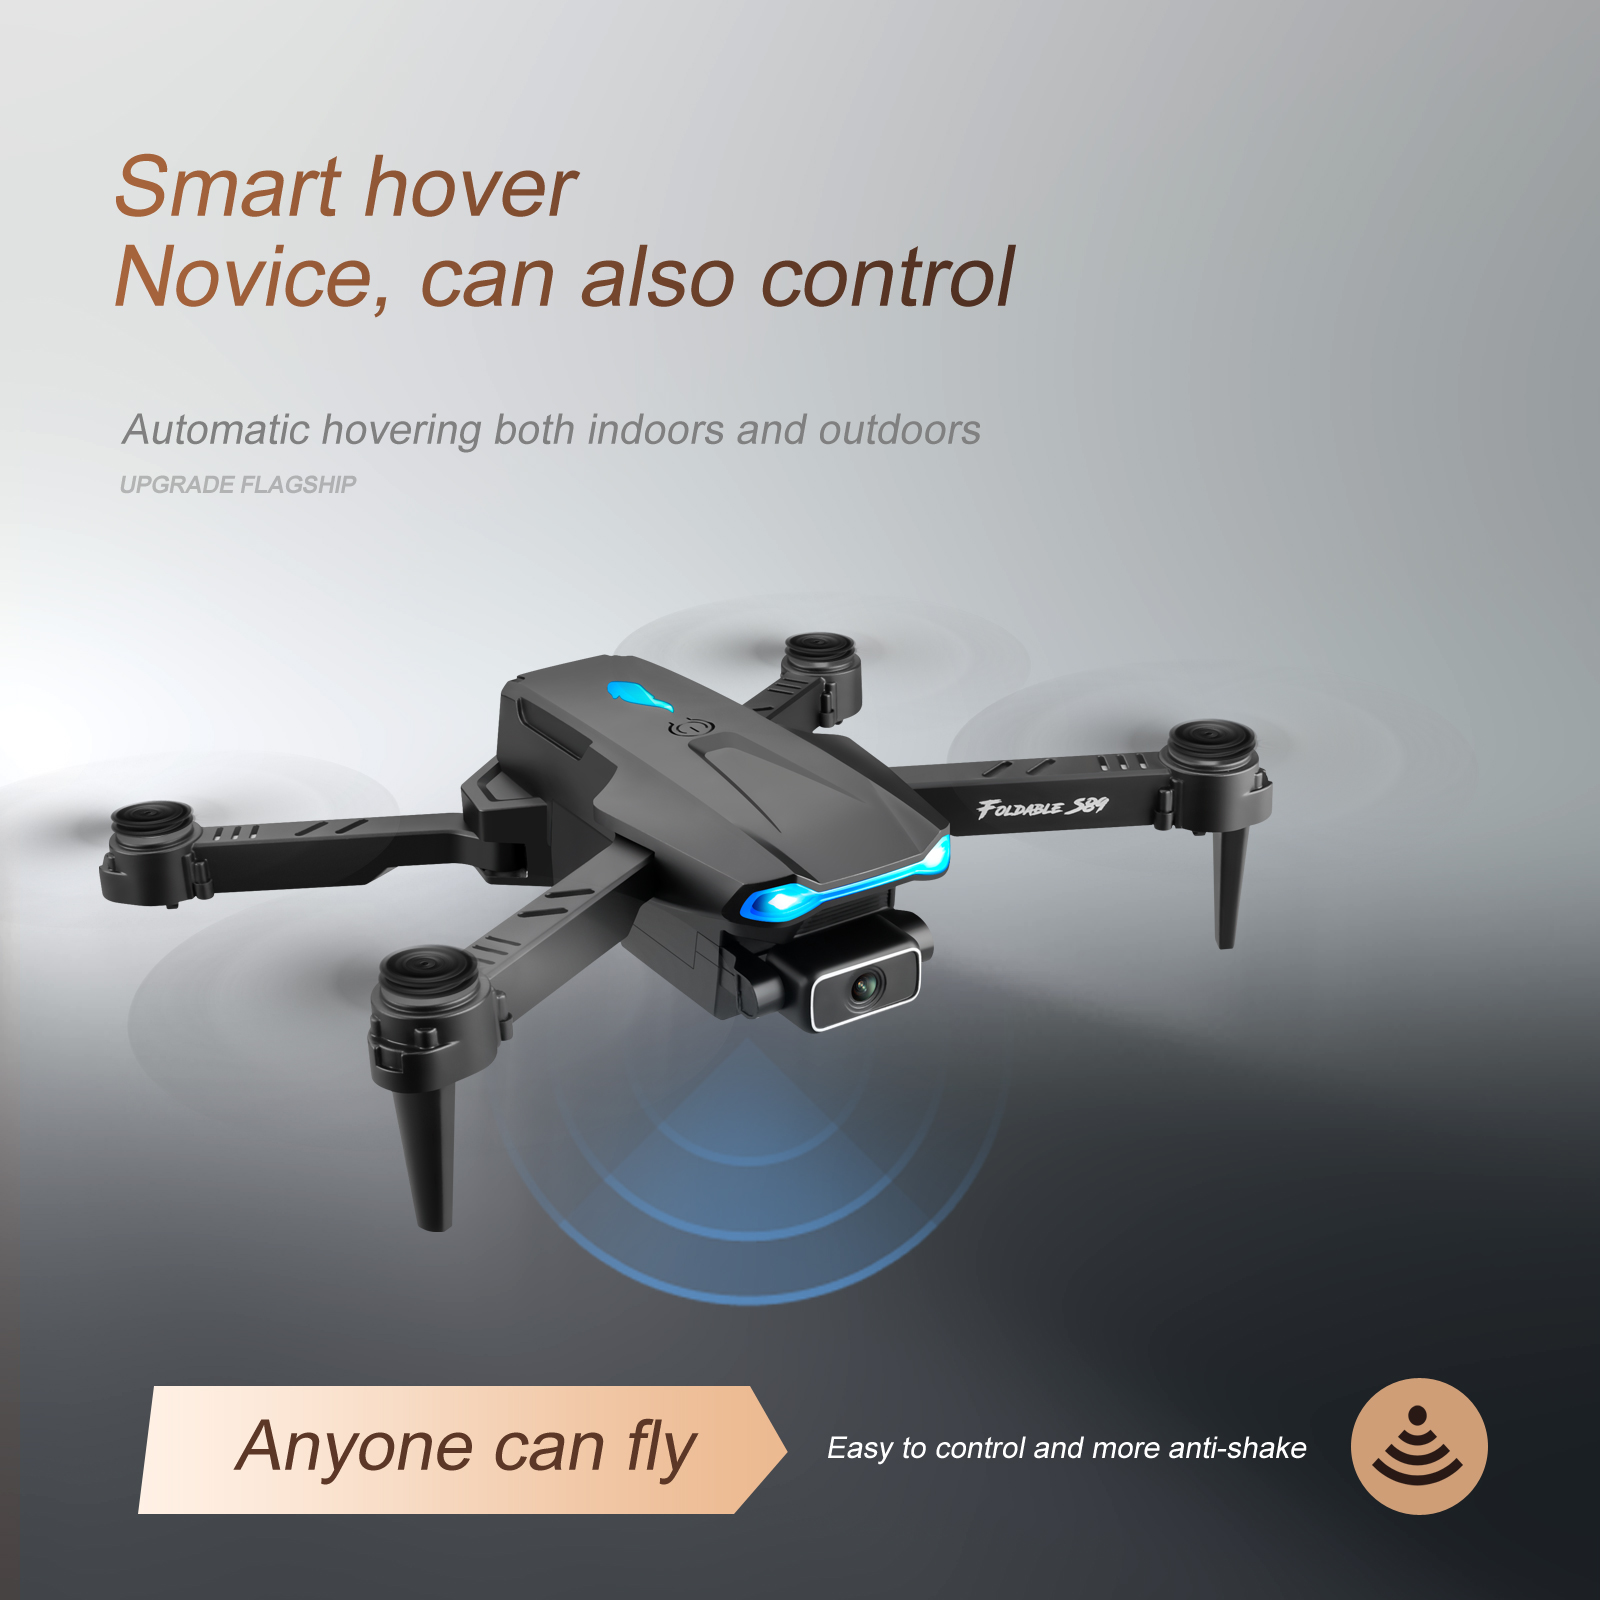 Smart hover
Novice, can also control
Automatic hovering both indoors and outdoors
UPGRADE FLAGSHIP
FOLDABLE S89
Anyone can fly
Easy to control and more anti-shake